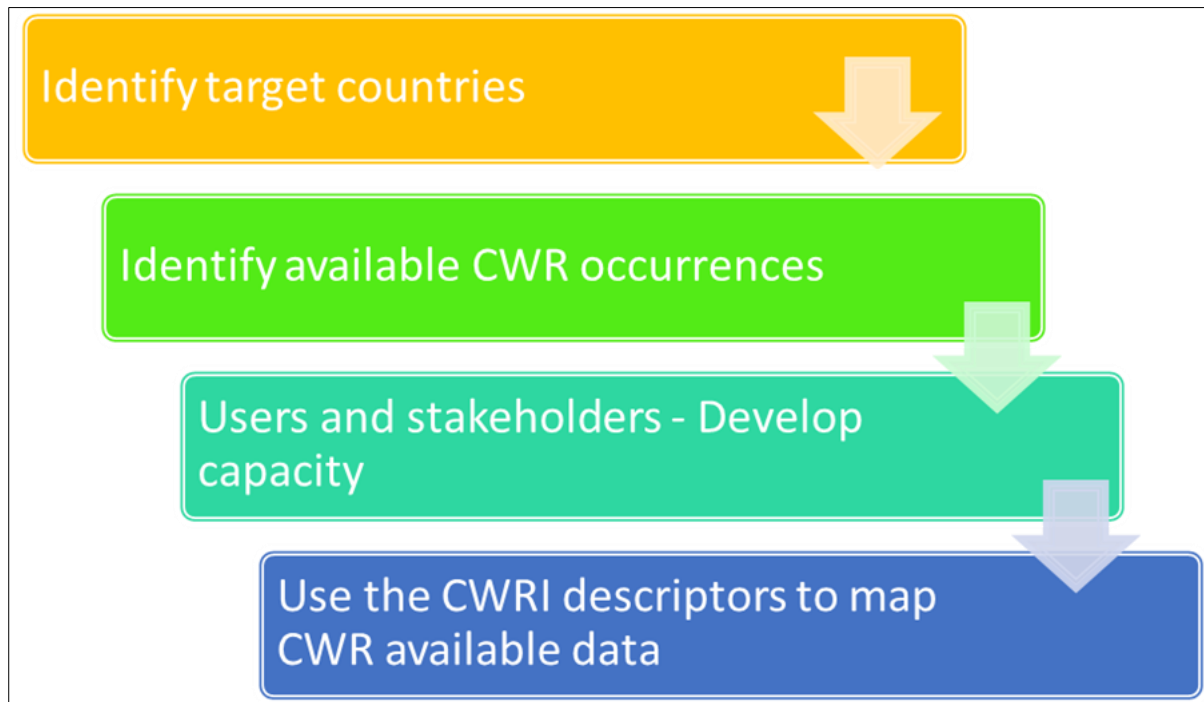 Identify target countries
Identify available CWR occurrences
Users and stakeholders - Develop
capacity
Use the CWRI descriptors to map
CWR available data